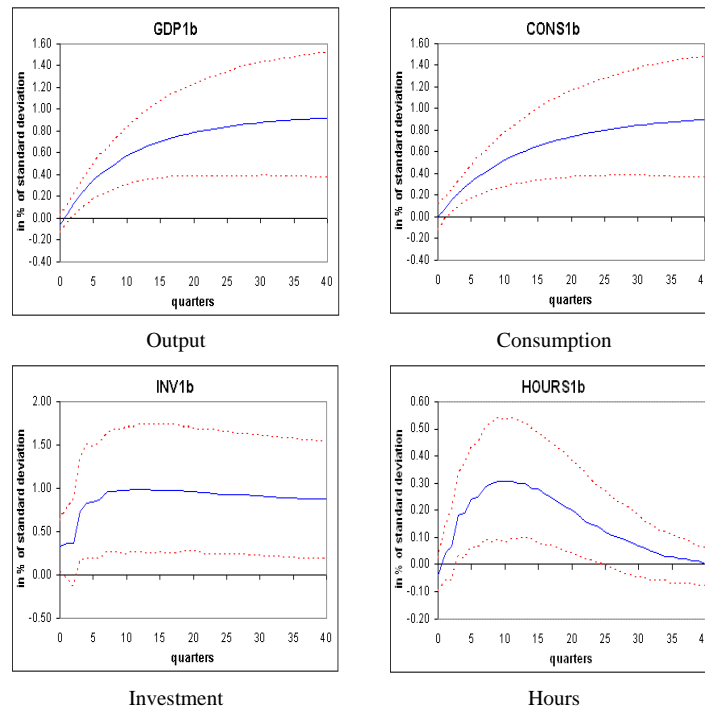 GDP1b
in % of standard deviation
1.60
1.40
1.20
1.00
0.80
0.60
0.40
0.20
0.00
-0.20
-0.40
0 5 10 15 20 25 30 35 40
quarters
Output
CONS1b
in % of standard deviation
1.60
1.40
1.20
1.00
0.80
0.60
0.40
0.20
0.00
-0.20
-0.40
0 5 10 15 20 25 30 35 4
quarters
Consumption
INV1b
in % of standard deviation
2.00
1.50
1.00
0.50
0.00
-0.50
0 5 10 15 20 25 30 35 40
quarters
Investment
HOURS1b
in % of standard deviation
0.60
0.50
0.40
0.30
0.20
0.10
0.00
-0.10
-0.20
0 5 10 15 20 25 30 35 4
quarters
Hours